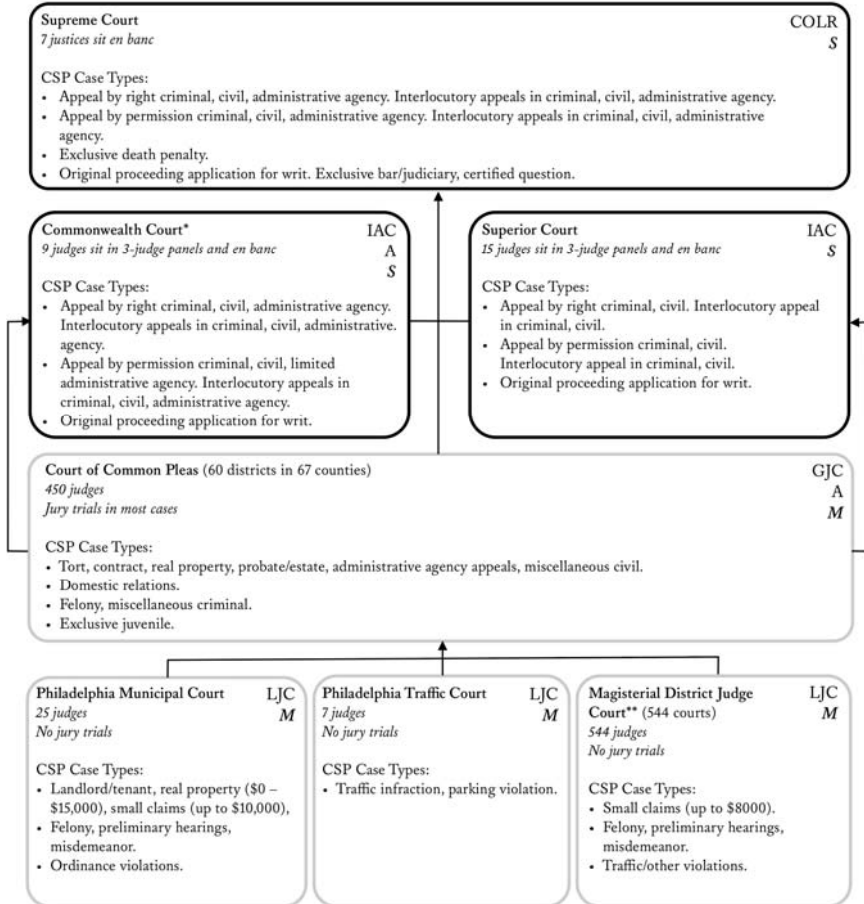 Supreme Court COLR
7 justices sit en banc S
CSP Case Types:
• Appeal by right criminal, civil, administrative agency. Interlocutory appeals in criminal, civil, administrative agency.
• Appeal by permission criminal, civil, administrative agency. Interlocutory appeals in criminal, civil, administrative
agency.
• Exclusive death penalty.
• Original proceeding application for writ. Exclusive bar/judiciary, certified question.
Commonwealth Court* IAC
9 judges sit in 3-judge panels and en banc A
S
CSP Case Types:
• Appeal by right criminal, civil, administrative agency.
Interlocutory appeals in criminal, civil, administrative.
agency.
• Appeal by permission criminal, civil, limited
administrative agency. Interlocutory appeals in
criminal, civil, administrative agency.
• Original proceeding application for writ.
Superior Court IAC
15 judges sit in 3-judge panels and en banc S
CSP Case Types:
• Appeal by right criminal, civil. Interlocutory appeal
in criminal, civil.
• Appeal by permission criminal, civil.
Interlocutory appeal in criminal, civil.
• Original proceeding application for writ.
Court of Common Pleas (60 districts in 67 counties) GJC
450 judges A
Jury trials in most cases M
CSP Case Types:
• Tort, contract, real property, probate/estate, administrative agency appeals, miscellaneous civil.
• Domestic relations.
• Felony, miscellaneous criminal.
• Exclusive juvenile.
Philadelphia Municipal Court LJC
25 judges M
No jury trials
CSP Case Types:
• Landlord/tenant, real property ($0 –
$15,000), small claims (up to $10,000),
• Felony, preliminary hearings,
misdemeanor.
• Ordinance violations.
Philadelphia Traffic Court LJC
7 judges M
No jury trials
CSP Case Types:
• Traffic infraction, parking violation.
Magisterial District Judge LJC
Court** (544 courts) M
544 judges
No jury trials
CSP Case Types:
• Small claims (up to $8000).
• Felony, preliminary hearings,
misdemeanor.
• Traffic/other violations.